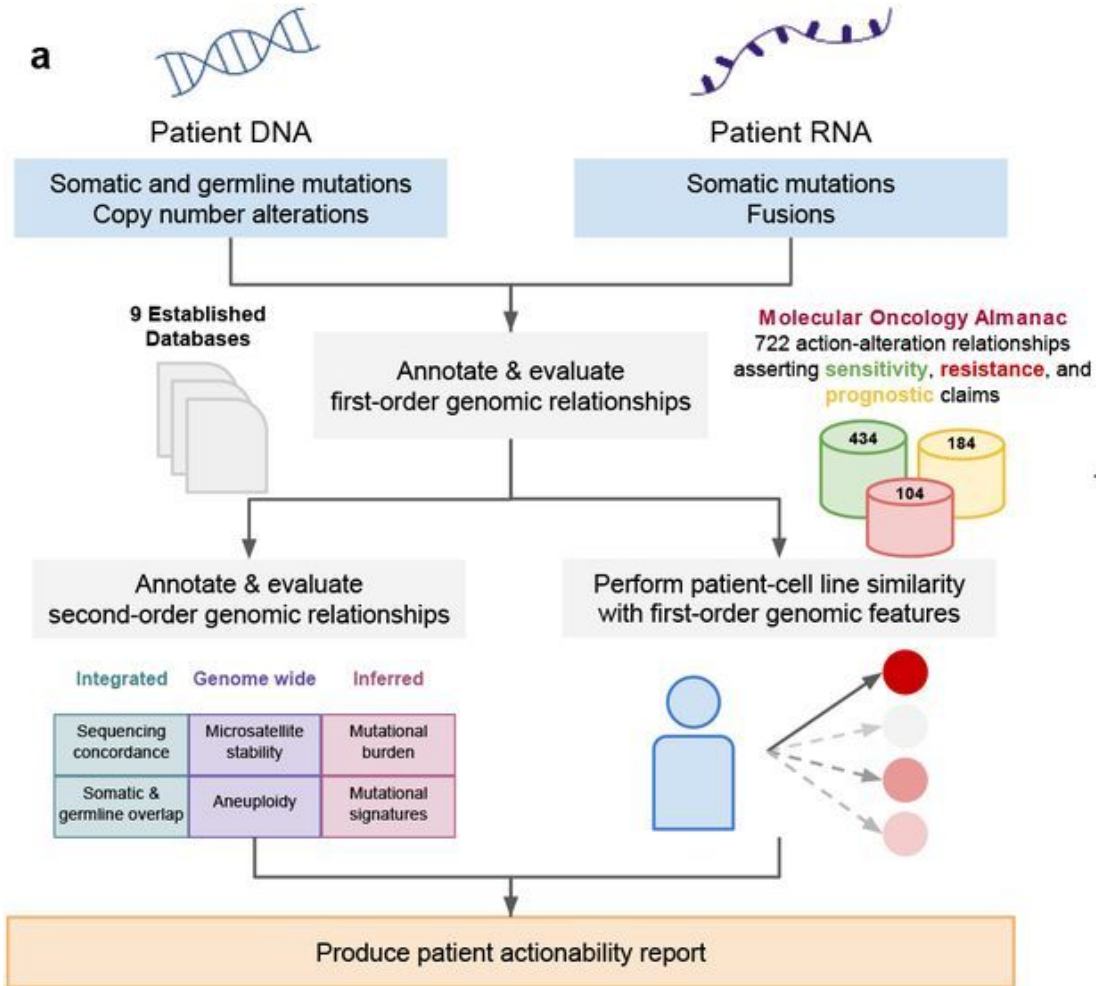 a
Patient DNA
Patient RNA
Somatic and germline mutations
Copy number alterations
Somatic mutations
Fusions
9 Established
Databases
Annotate & evaluate
first-order genomic relationships
Molecular Oncology Almanac
722 action-alteration relationships
asserting sensitivity, resistance, and
prognostic claims
434
184
104
Annotate & evaluate
second-order genomic relationships
Perform patient-cell line similarity
with first-order genomic features
Integrated
Genome wide
Inferred
Sequencing
concordance
Microsatellite
stability
Mutational
burden
Somatic &
germline overlap
Aneuploidy
Mutational
signatures
Produce patient actionability report